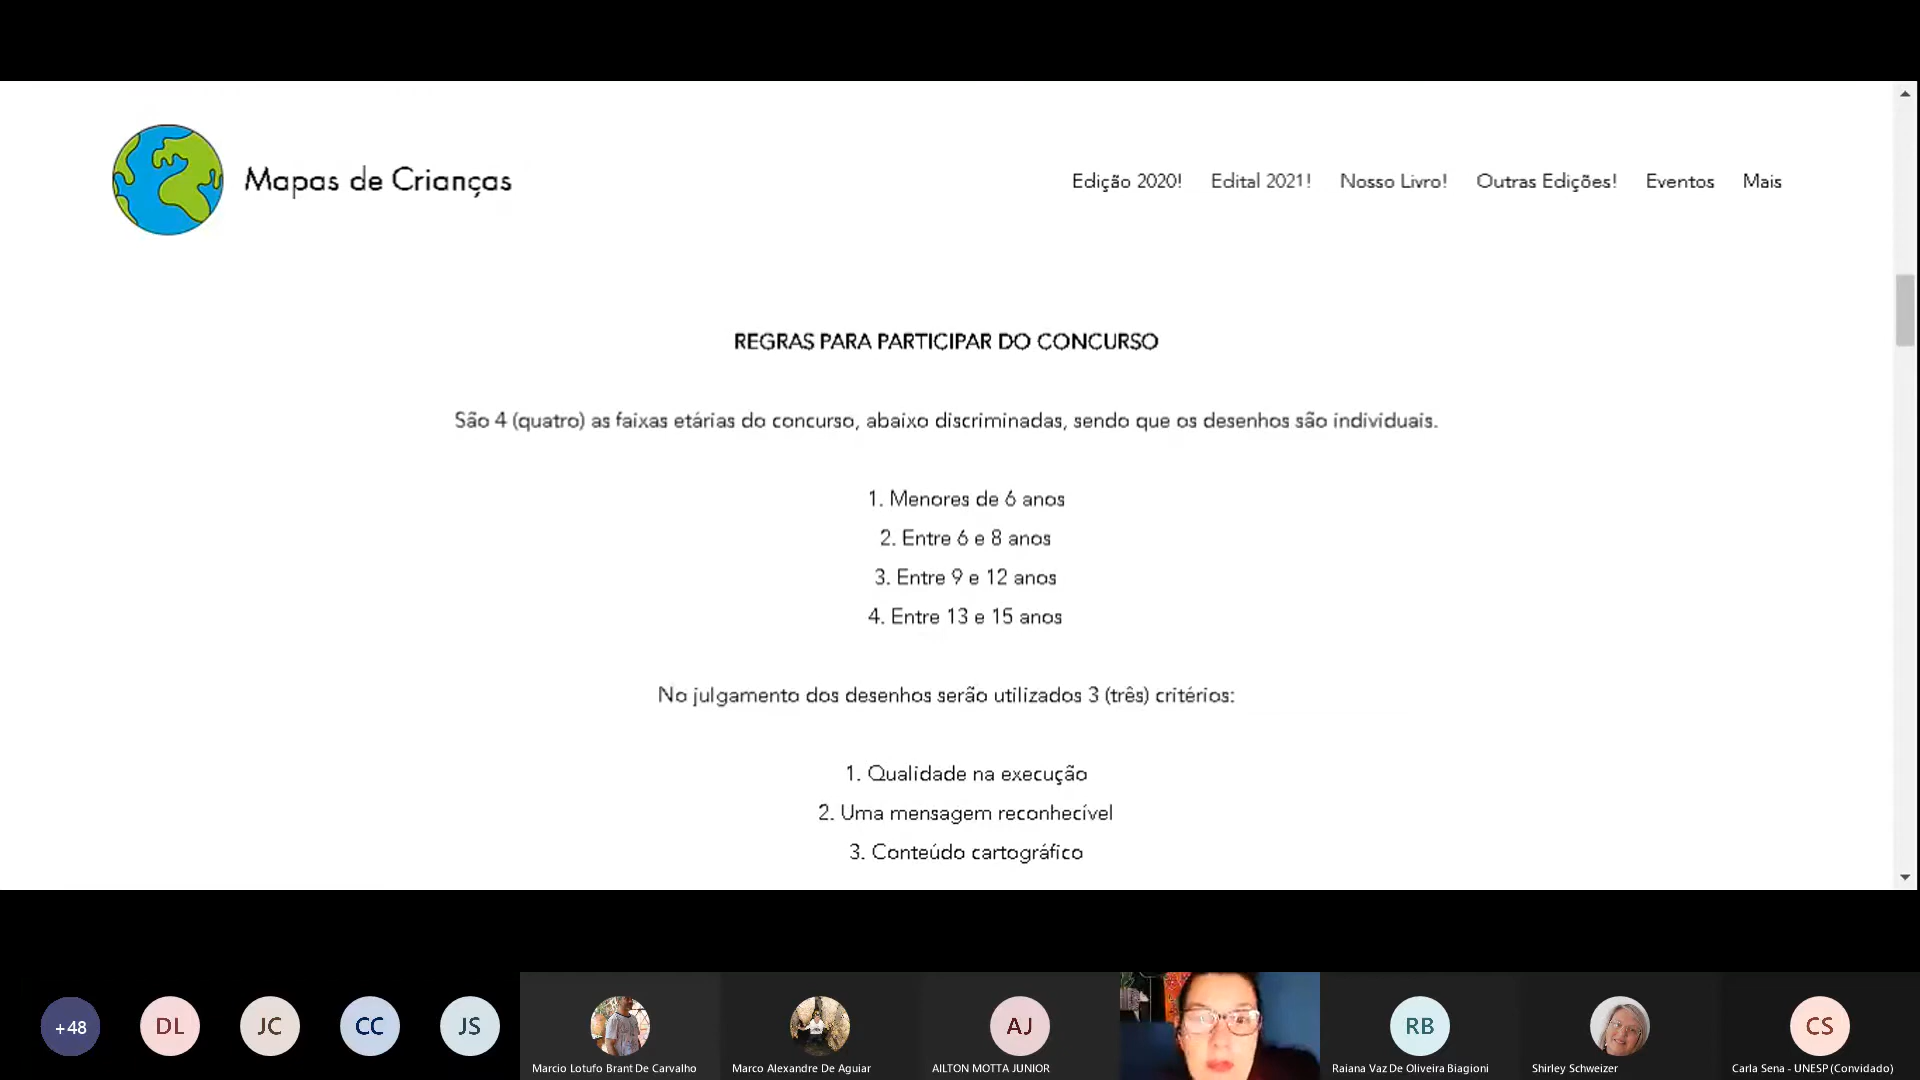 Mapas de Crianças
Edição 2020! Edital 2021! Nosso Livro! Outras Edições! Eventos Mais
REGRAS PARA PARTICIPAR DO CONCURSO
São 4 (quatro) as faixas etárias do concurso, abaixo discriminadas, sendo que os desenhos são individuais.
1. Menores de 6 anos
2. Entre 6 e 8 anos
3. Entre 9 e 12 anos
4. Entre 13 e 15 anos
No julgamento dos desenhos serão utilizados 3 (três) critérios:
1. Qualidade na execução
2. Uma mensagem reconhecível
3. Conteúdo cartográfico
+48 DL JC CC JS AJ RB CS
Marcio Lotufo Brant De Carvalho Marco Alexandre De Aguiar AILTON MOTTA JUNIOR Raiana Vaz De Oliveira Biagioni Shirley Schweizer Carla Sena - UNESP (Convidado)